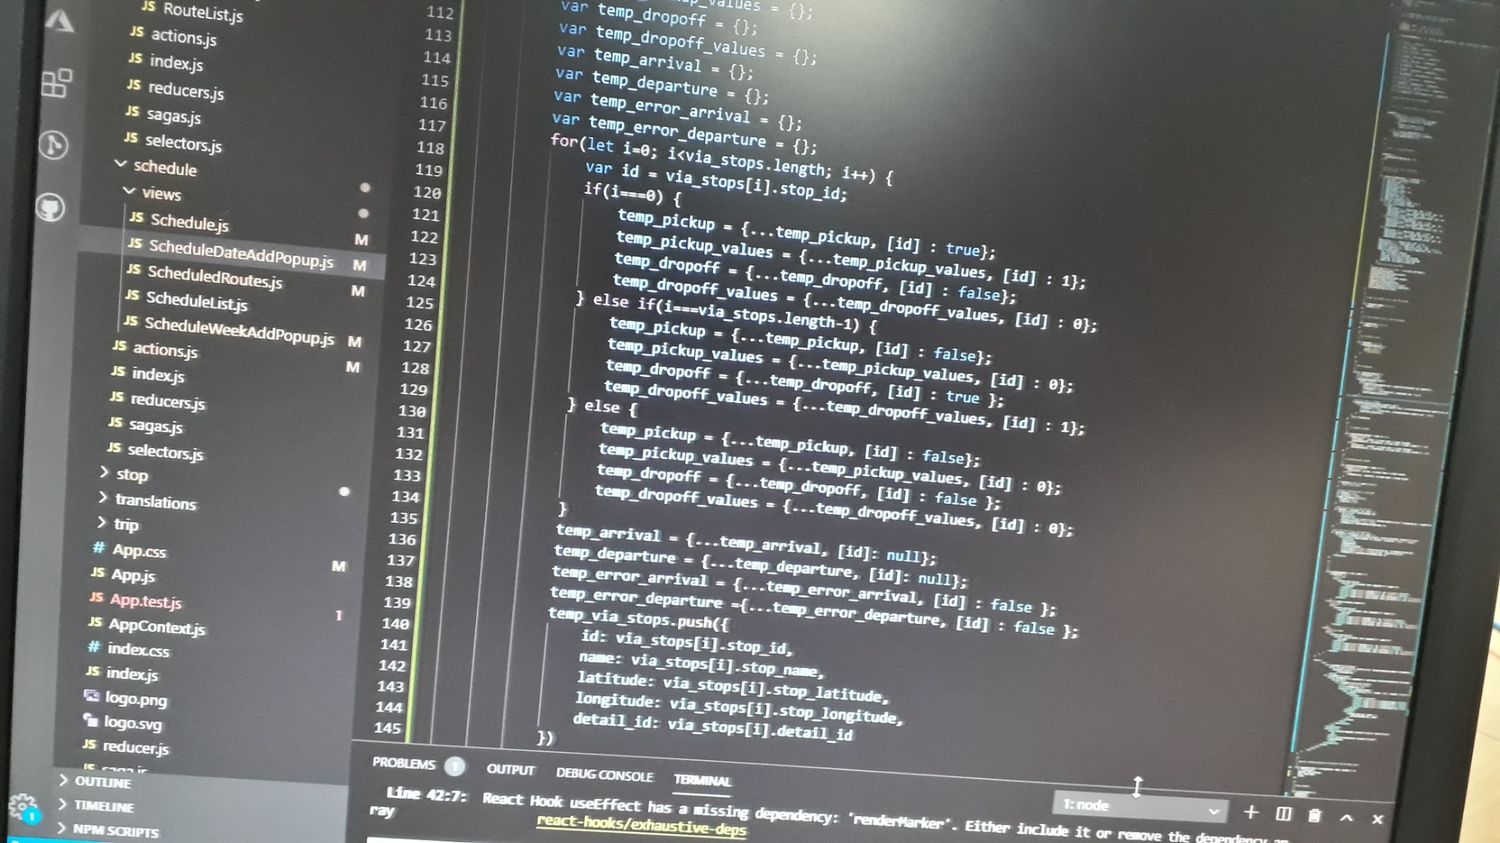 RouteList.js
actions.js
index.js
reducers.js
sagas.js
selectors.js
schedule
views
Schedule.js M
ScheduleDateAddPopup.js M
ScheduledRoutes.js M
ScheduleList.js
ScheduleWeekAddPopup.js M
actions.js M
index.js
reducers.js
sagas.js
selectors.js
stop
translations
trip
App.css
App.js M
App.test.js 1
AppContext.js
index.css
index.js
logo.png
logo.svg
reducer.js
OUTLINE
TIMELINE
NPM SCRIPTS
1
112
113
114
115
116
117
118
119
120
121
122
123
124
125
126
127
128
129
130
131
132
133
134
135
136
137
138
139
140
141
142
143
144
145
var temp_dropoff = {};
var temp_dropoff_values = {};
var temp_arrival = {};
var temp_departure = {};
var temp_error_arrival = {};
var temp_error_departure = {};
for(let i=0; i<via_stops.length; i++) {
var id = via_stops[i].stop_id;
if(i===0) {
temp_pickup = {...temp_pickup, [id] : true};
temp_pickup_values = {...temp_pickup_values, [id] : 1};
temp_dropoff = {...temp_dropoff, [id] : false};
temp_dropoff_values = {...temp_dropoff_values, [id] : 0};
} else if(i===via_stops.length-1) {
temp_pickup = {...temp_pickup, [id] : false};
temp_pickup_values = {...temp_pickup_values, [id] : 0};
temp_dropoff = {...temp_dropoff, [id] : true };
temp_dropoff_values = {...temp_dropoff_values, [id] : 1};
} else {
temp_pickup = {...temp_pickup, [id] : false};
temp_pickup_values = {...temp_pickup_values, [id] : 0};
temp_dropoff = {...temp_dropoff, [id] : false };
temp_dropoff_values = {...temp_dropoff_values, [id] : 0};
}
temp_arrival = {...temp_arrival, [id]: null};
temp_departure = {...temp_departure, [id]: null};
temp_error_arrival = {...temp_error_arrival, [id] : false };
temp_error_departure ={...temp_error_departure, [id] : false };
temp_via_stops.push({
id: via_stops[i].stop_id,
name: via_stops[i].stop_name,
latitude: via_stops[i].stop_latitude,
longitude: via_stops[i].stop_longitude,
detail_id: via_stops[i].detail_id
})
PROBLEMS 1 OUTPUT DEBUG CONSOLE TERMINAL
1: node
Line 42:7: React Hook useEffect has a missing dependency: 'renderMarker'. Either include it or remove the dependency ar
ray react-hooks/exhaustive-deps